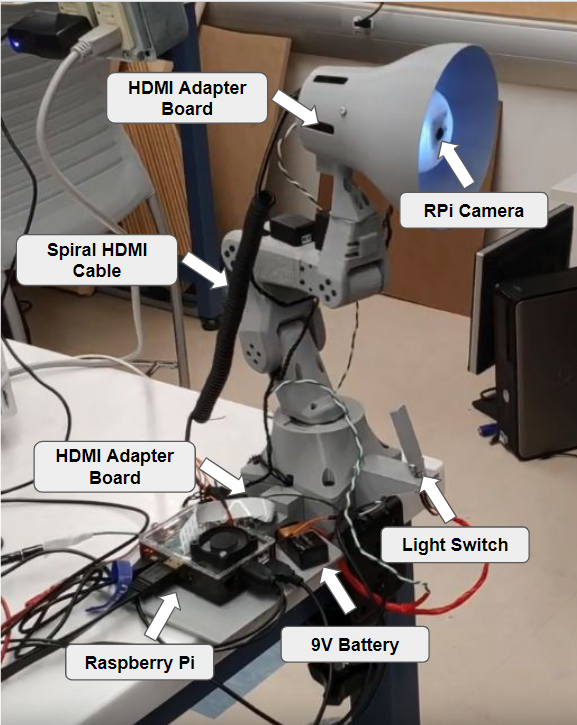 HDMI Adapter
Board
RPi Camera
Spiral HDMI
Cable
HDMI Adapter
Board
Light Switch
9V Battery
Raspberry Pi